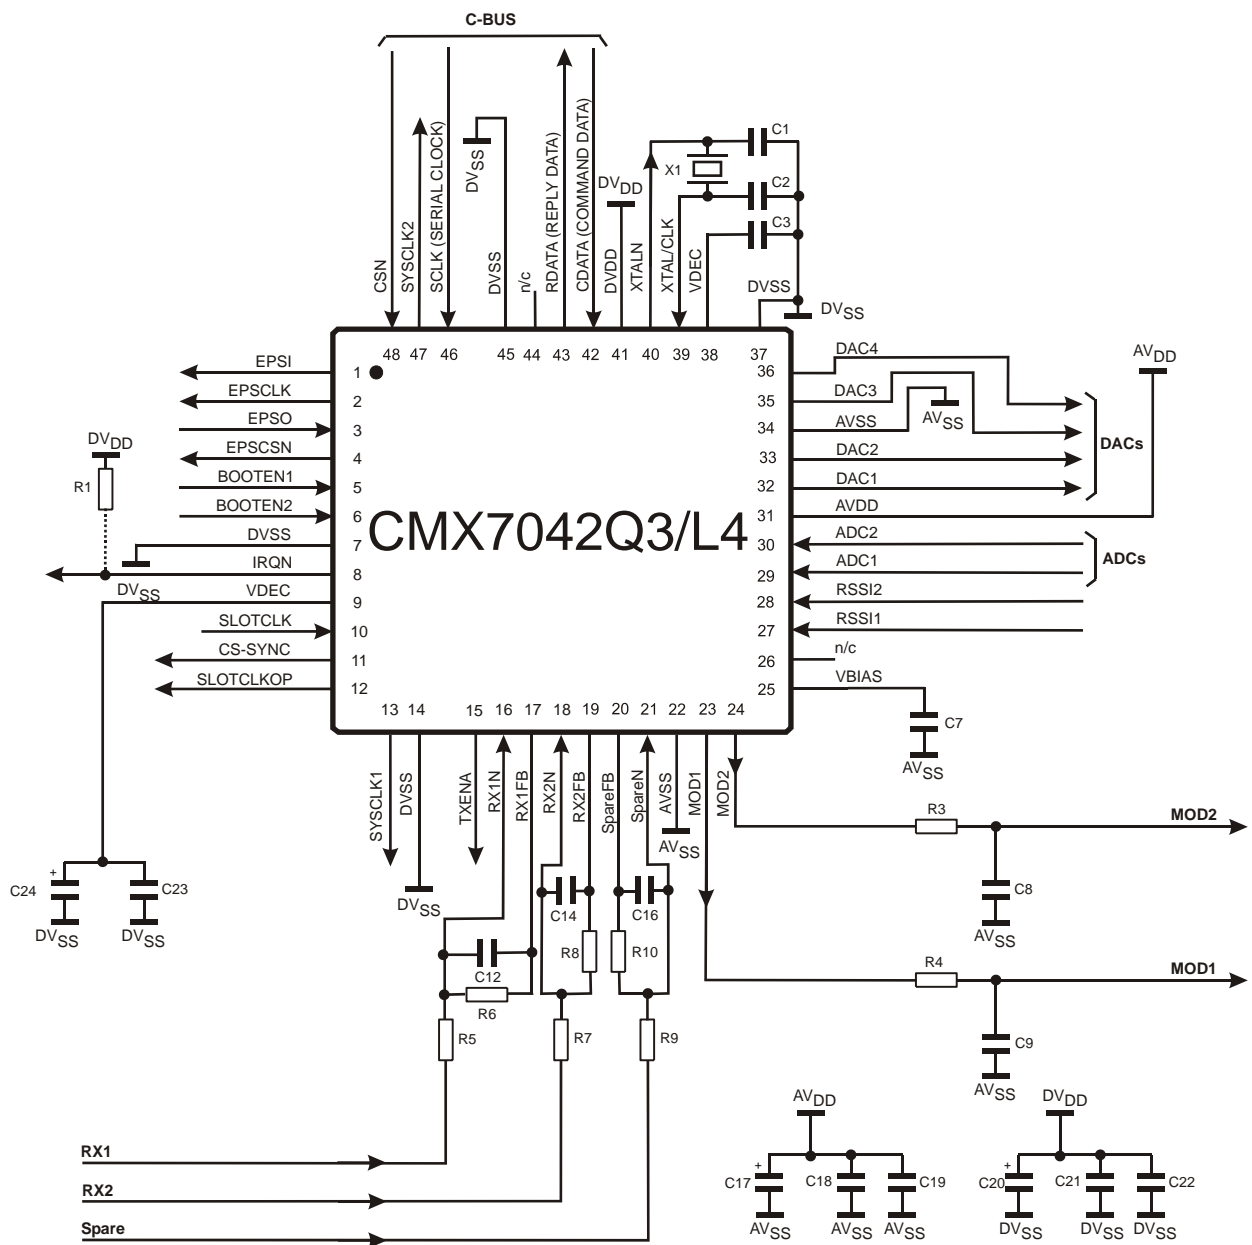 C-BUS
CSN
SYSCLK2
SCLK (SERIAL CLOCK)
DVSS
DVSS
n/c
RDATA (REPLY DATA)
CDATA (COMMAND DATA)
DVDD
DVDD
XTALN
XTAL/CLK
VDEC
DVSS
DVSS
X1
C1
C2
C3
48 47 46 45 44 43 42 41 40 39 38 37
EPSI 1
EPSCLK 2
EPSO 3
EPSCSN 4
BOOTEN1 5
BOOTEN2 6
DVSS 7
IRQN 8
VDEC 9
SLOTCLK 10
CS-SYNC 11
SLOTCLKOP 12
DVDD
R1
DVSS
CMX7042Q3/L4
36 DAC4
35 DAC3
34 AVSS
33 DAC2
32 DAC1
31 AVDD
30 ADC2
29 ADC1
28 RSSI2
27 RSSI1
26 n/c
25 VBIAS
AVSS
AVDD
DACs
ADCs
C7
AVSS
13 14 15 16 17 18 19 20 21 22 23 24
SYSCLK1
DVSS
TXENA
RX1N
RX1FB
RX2N
RX2FB
SpareFB
SpareN
AVSS
MOD1
MOD2
AVSS
DVSS
R3
MOD2
C8
AVSS
R4
MOD1
C9
AVSS
C24
+
C23
DVSS
DVSS
C14
C16
R8
R10
C12
R6
R5
R7
R9
RX1
RX2
Spare
AVDD
C17
+
C18
C19
AVSS
AVSS
AVSS
DVDD
C20
+
C21
C22
DVSS
DVSS
DVSS